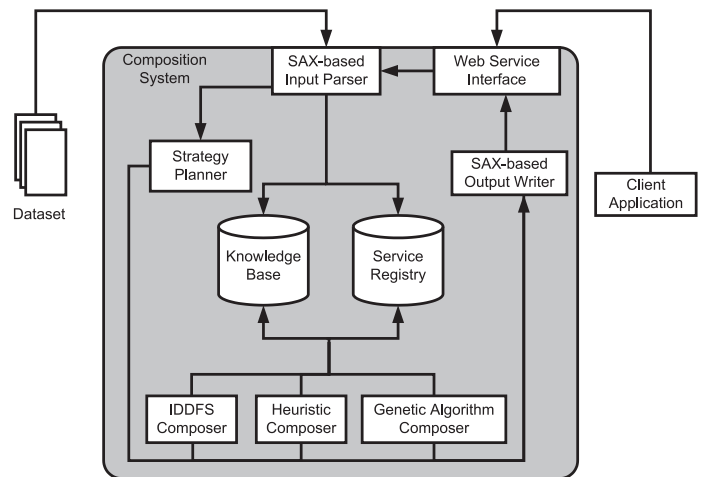 Composition
System
SAX-based
Input Parser
Web Service
Interface
Strategy
Planner
SAX-based
Output Writer
Client
Application
Dataset
Knowledge
Base
Service
Registry
IDDFS
Composer
Heuristic
Composer
Genetic Algorithm
Composer